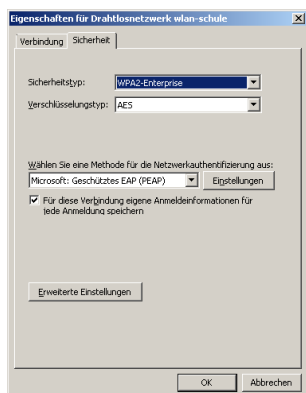 Eigenschaften für Drahtlosnetzwerk wlan-schule
Verbindung Sicherheit
Sicherheitstyp: WPA2-Enterprise
Verschlüsselungstyp: AES
Wählen Sie eine Methode für die Netzwerkauthentifizierung aus:
Microsoft: Geschütztes EAP (PEAP) Einstellungen
Für diese Verbindung eigene Anmeldeinformationen für
jede Anmeldung speichern
Erweiterte Einstellungen
OK Abbrechen